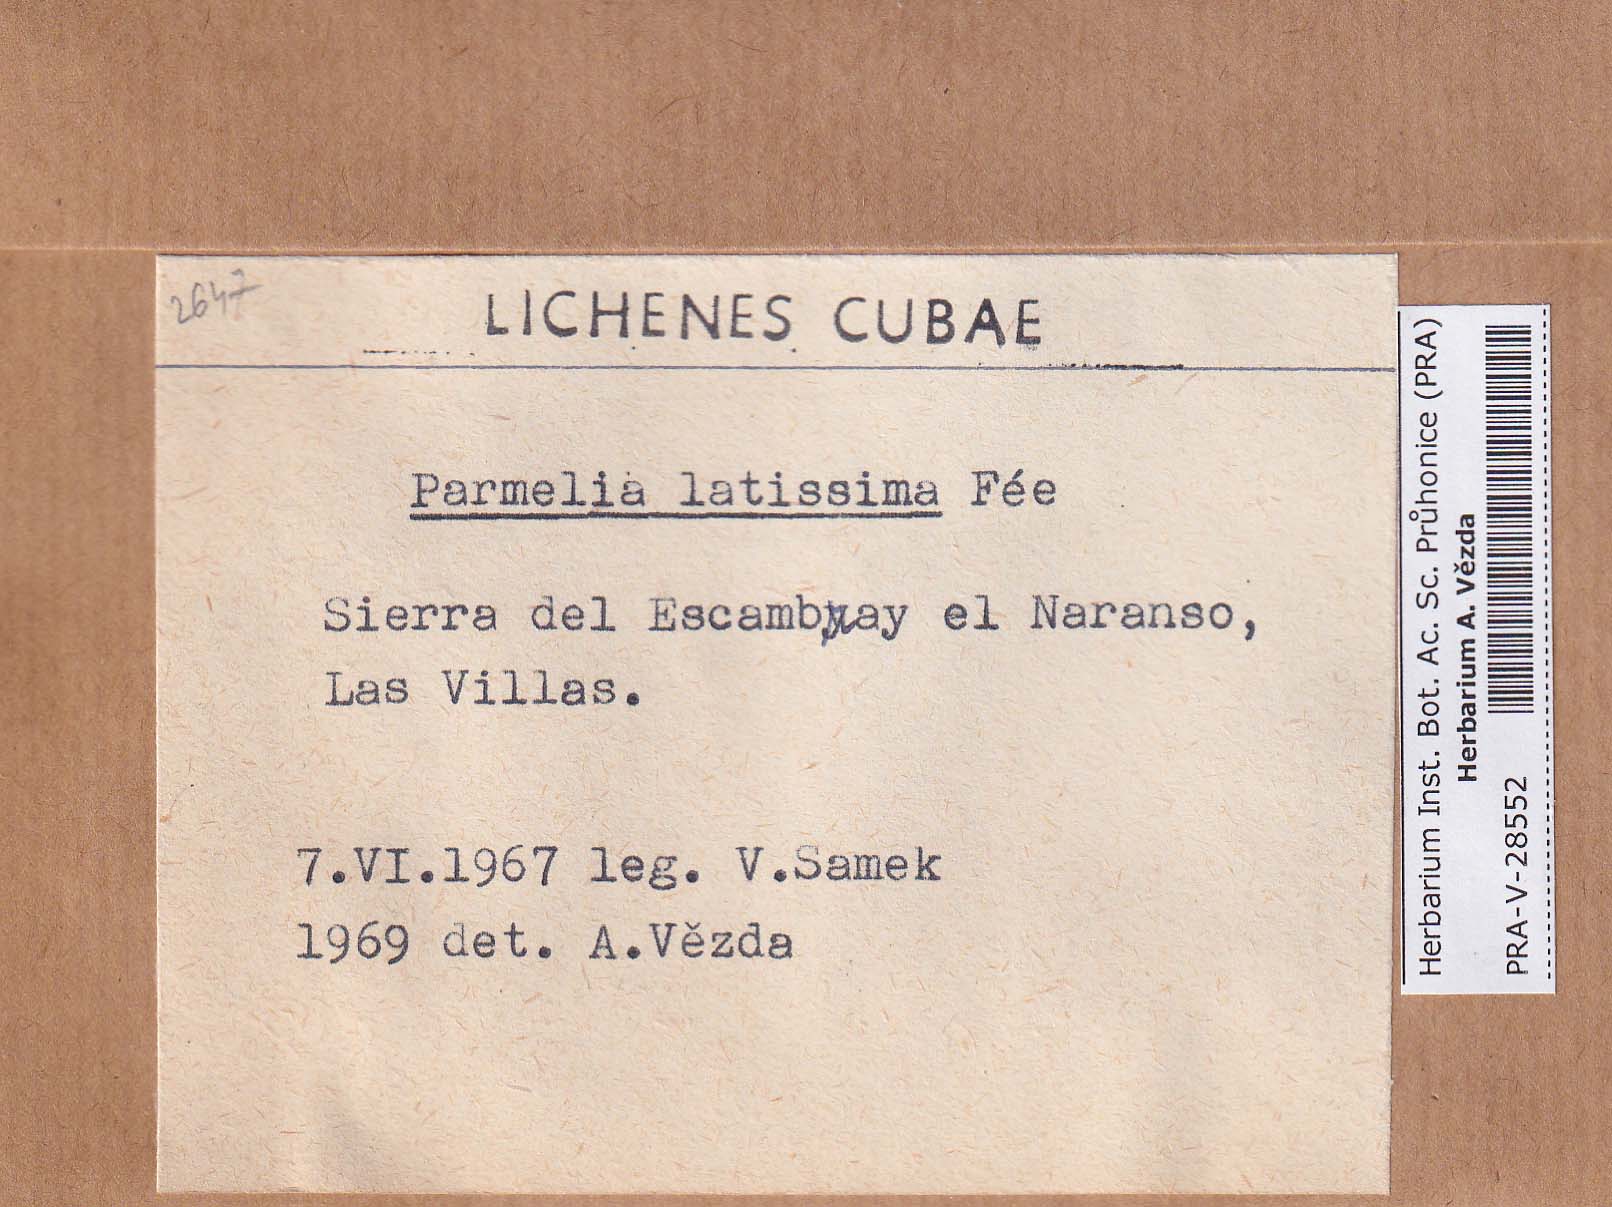 2647
LICHENES CUBAE
Parmelia latissima Fée
Sierra del Escambray el Naranso,
Las Villas.
7.VI.1967 leg. V.Samek
1969 det. A.Vězda
Herbarium Inst. Bot. Ac. Sc. Průhonice (PRA)
Herbarium A. Vězda
PRA-V-28552